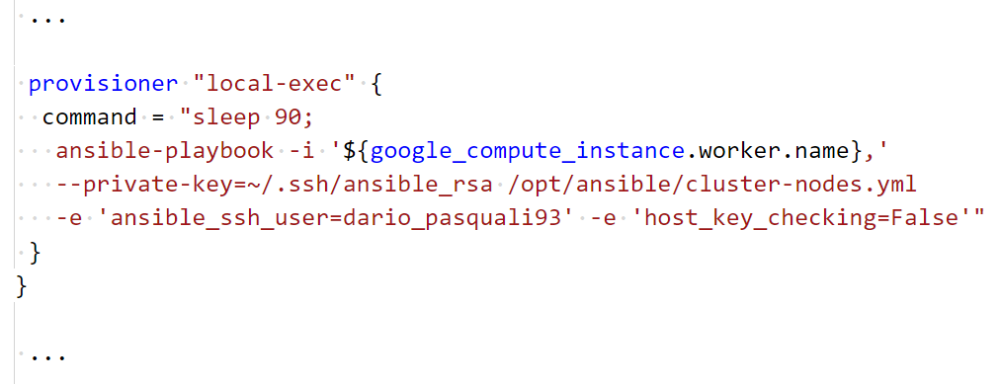 ...
provisioner "local-exec" {
command = "sleep 90;
ansible-playbook -i '${google_compute_instance.worker.name},'
--private-key=~/.ssh/ansible_rsa /opt/ansible/cluster-nodes.yml
-e 'ansible_ssh_user=dario_pasquali93' -e 'host_key_checking=False'"
}
}
...